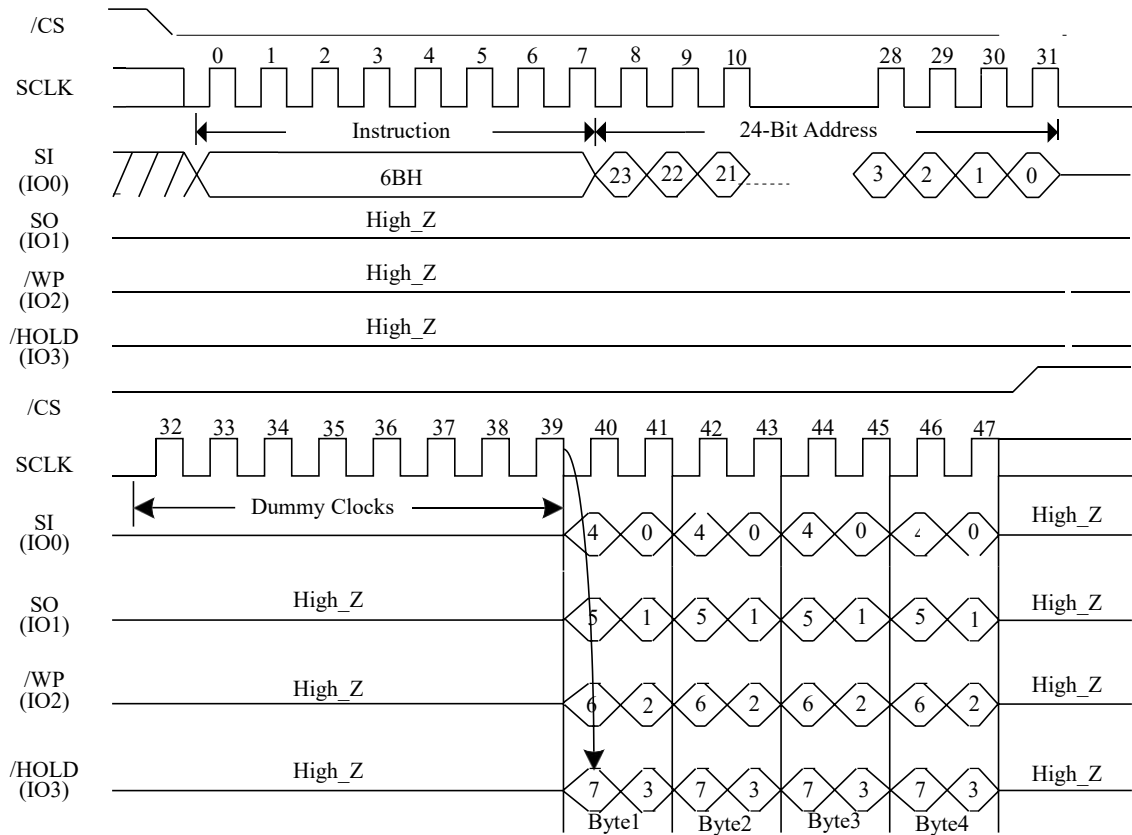 /CS
0 1 2 3 4 5 6 7 8 9 10 28 29 30 31
SCLK
Instruction 24-Bit Address
SI
(IO0)
6BH 23 22 21 3 2 1 0
SO
(IO1)
High_Z
/WP
(IO2)
High_Z
/HOLD
(IO3)
High_Z
/CS
32 33 34 35 36 37 38 39 40 41 42 43 44 45 46 47
SCLK
Dummy Clocks
SI
(IO0)
4 0 4 0 4 0 4 0 High_Z
SO
(IO1)
High_Z 5 1 5 1 5 1 5 1 High_Z
/WP
(IO2)
High_Z 6 2 6 2 6 2 6 2 High_Z
/HOLD
(IO3)
High_Z 7 3 7 3 7 3 7 3 High_Z
Byte1 Byte2 Byte3 Byte4